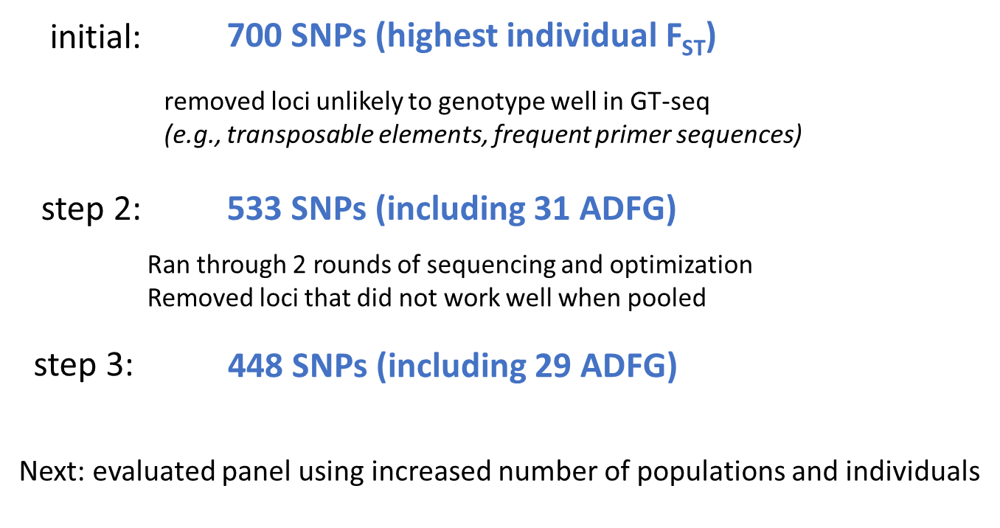 initial: 700 SNPs (highest individual FST)
removed loci unlikely to genotype well in GT-seq
(e.g., transposable elements, frequent primer sequences)
step 2: 533 SNPs (including 31 ADFG)
Ran through 2 rounds of sequencing and optimization
Removed loci that did not work well when pooled
step 3: 448 SNPs (including 29 ADFG)
Next: evaluated panel using increased number of populations and individuals